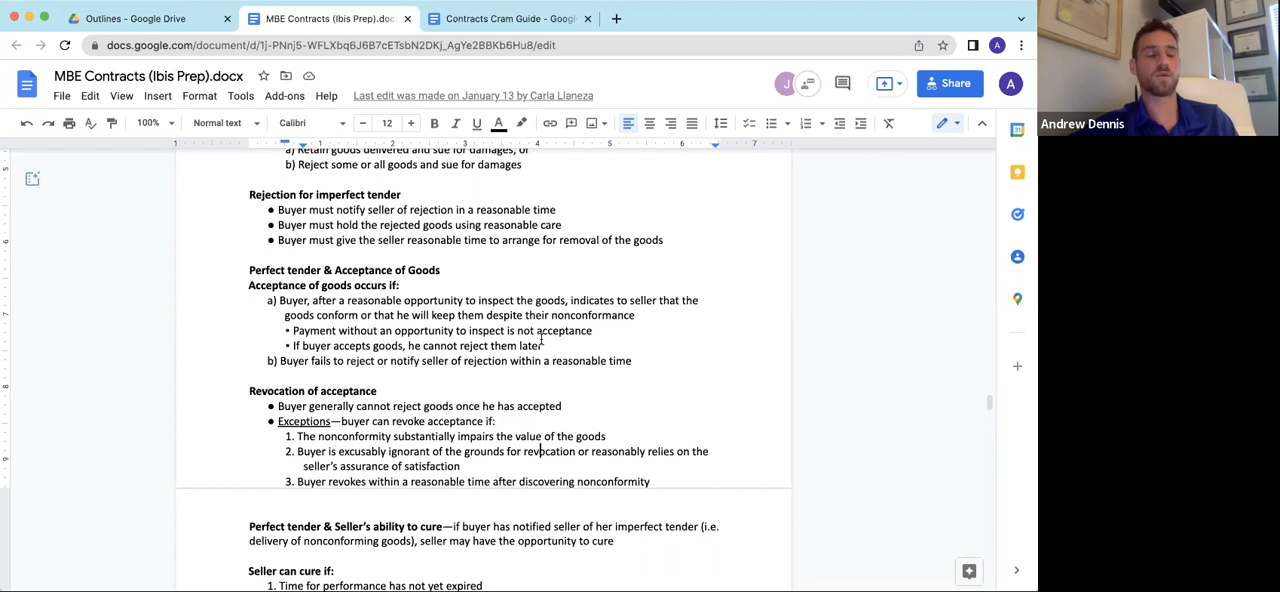 Outlines - Google Drive
MBE Contracts (Ibis Prep).doc
Contracts Cram Guide - Goog
docs.google.com/document/d/1j-PNnj5-WFLXbq6J6B7cETsbN2DKj_AgYe2BBKb6Hu8/edit
A
MBE Contracts (Ibis Prep).docx
J
Share
A
File Edit View Insert Format Tools Add-ons Help Last edit was made on January 13 by Carla Llaneza
100% Normal text Calibri 12 B I U A
1 1 2 3 4 5 6 7
a) Retain goods delivered and sue for damages, or
b) Reject some or all goods and sue for damages
Rejection for imperfect tender
● Buyer must notify seller of rejection in a reasonable time
● Buyer must hold the rejected goods using reasonable care
● Buyer must give the seller reasonable time to arrange for removal of the goods
Perfect tender & Acceptance of Goods
Acceptance of goods occurs if:
a) Buyer, after a reasonable opportunity to inspect the goods, indicates to seller that the
goods conform or that he will keep them despite their nonconformance
▪ Payment without an opportunity to inspect is not acceptance
▪ If buyer accepts goods, he cannot reject them later
b) Buyer fails to reject or notify seller of rejection within a reasonable time
Revocation of acceptance
● Buyer generally cannot reject goods once he has accepted
● Exceptions—buyer can revoke acceptance if:
1. The nonconformity substantially impairs the value of the goods
2. Buyer is excusably ignorant of the grounds for revocation or reasonably relies on the
seller's assurance of satisfaction
3. Buyer revokes within a reasonable time after discovering nonconformity
Perfect tender & Seller's ability to cure—if buyer has notified seller of her imperfect tender (i.e.
delivery of nonconforming goods), seller may have the opportunity to cure
Seller can cure if:
1. Time for performance has not yet expired
Andrew Dennis